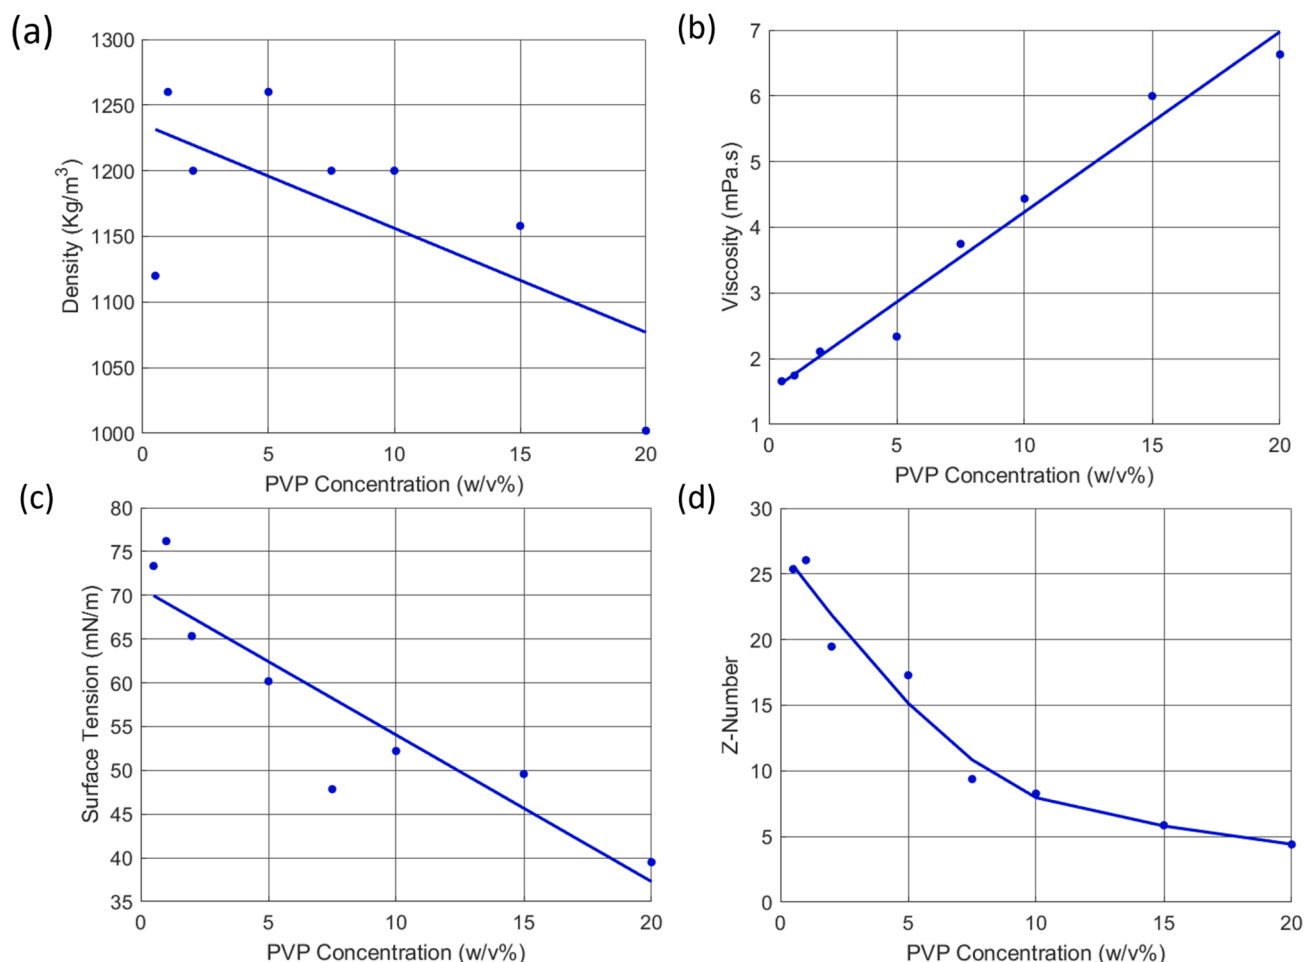 (a)
1300
1250
1200
1150
1100
1050
1000
Density (Kg/m³)
0 5 10 15 20
PVP Concentration (w/v%)
(b)
7
6
5
4
3
2
1
Viscosity (mPa.s)
0 5 10 15 20
PVP Concentration (w/v%)
(c)
80
75
70
65
60
55
50
45
40
35
Surface Tension (mN/m)
0 5 10 15 20
PVP Concentration (w/v%)
(d)
30
25
20
15
10
5
0
Z-Number
0 5 10 15 20
PVP Concentration (w/v%)